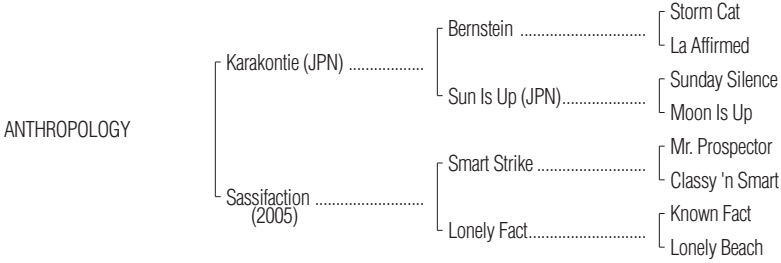 Storm Cat
Bernstein ..............................
La Affirmed
Karakontie (JPN) ..................
Sunday Silence
Sun Is Up (JPN)....................
Moon Is Up
ANTHROPOLOGY
Mr. Prospector
Smart Strike ..........................
Classy 'n Smart
Sassifaction ..........................
(2005)
Known Fact
Lonely Fact............................
Lonely Beach